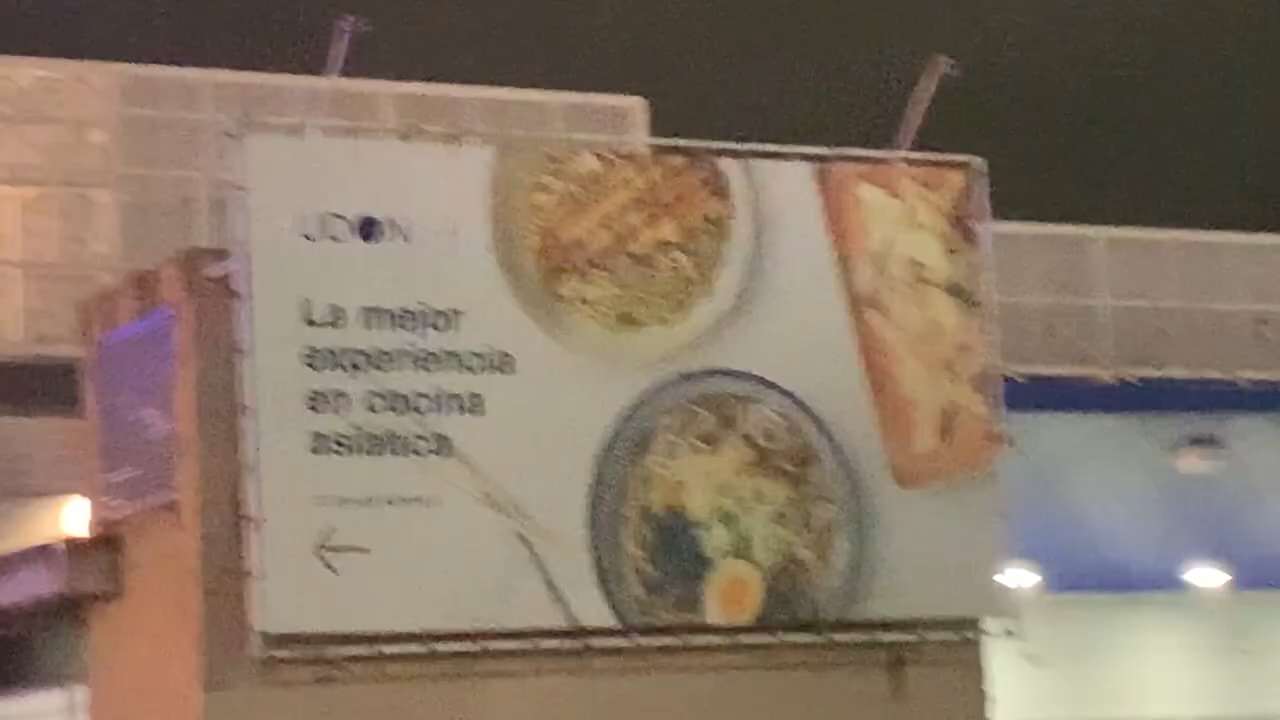 UDON
La mejor
experiencia
en cocina
asiática